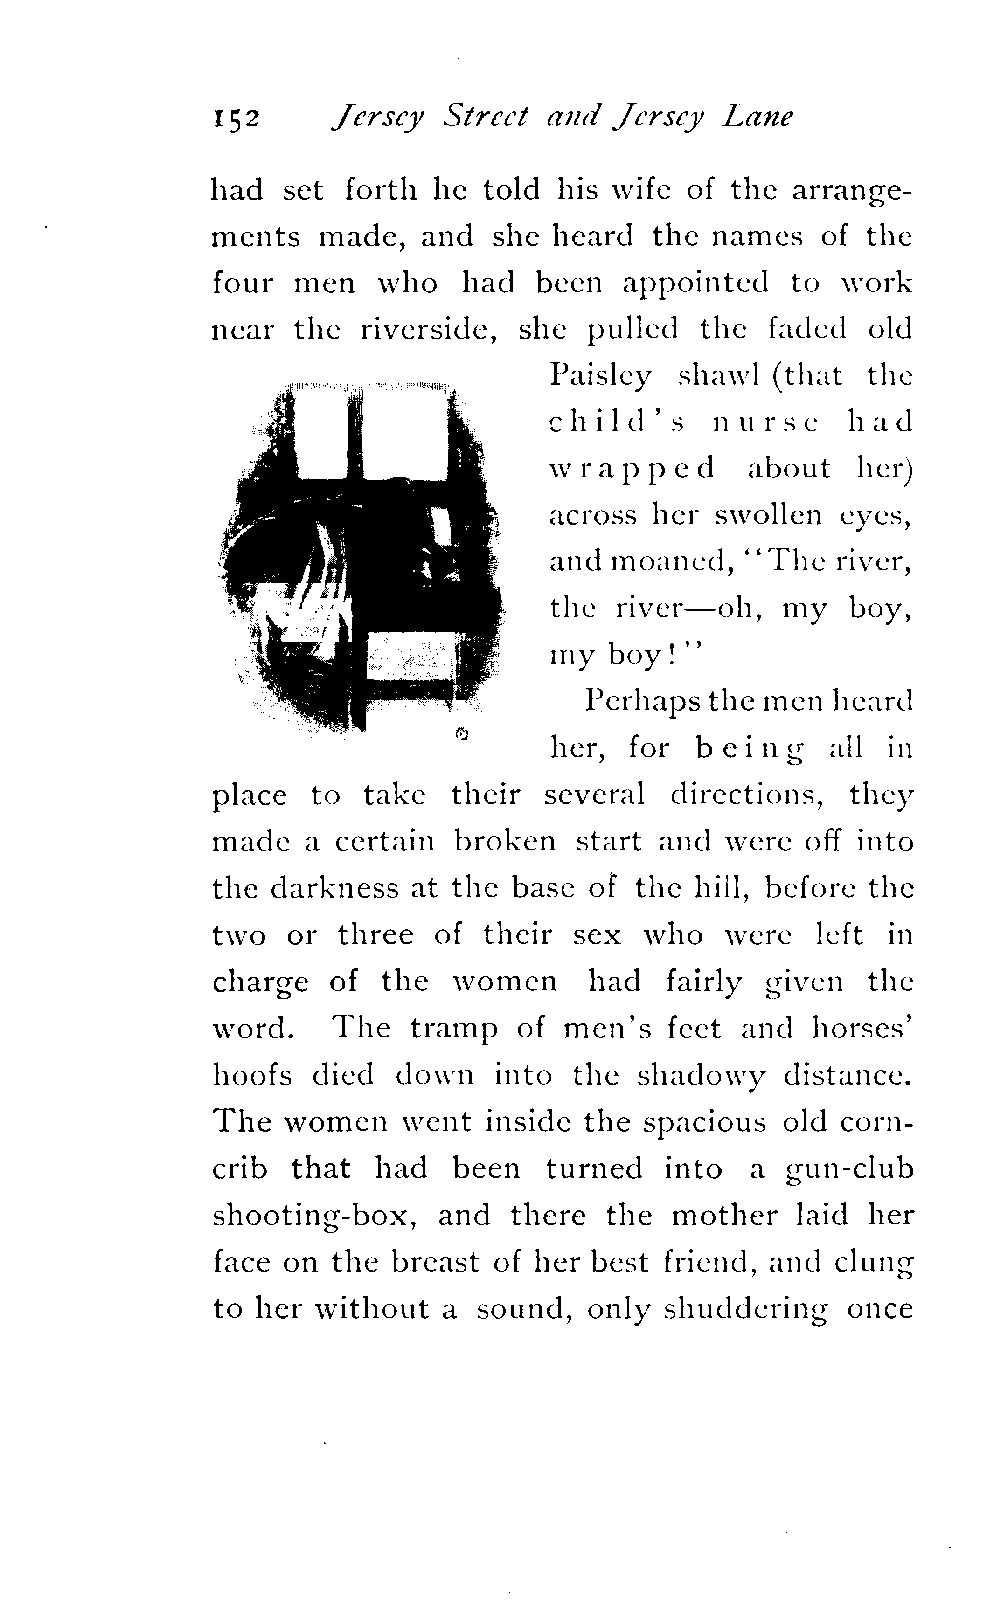 152 Jersey Street and Jersey Lane
had set forth he told his wife of the arrange-
ments made, and she heard the names of the
four men who had been appointed to work
near the riverside, she pulled the faded old
Paisley shawl (that the
child's nurse had
wrapped about her)
across her swollen eyes,
and moaned, "The river,
the river—oh, my boy,
my boy!"
Perhaps the men heard
her, for being all in
place to take their several directions, they
made a certain broken start and were off into
the darkness at the base of the hill, before the
two or three of their sex who were left in
charge of the women had fairly given the
word. The tramp of men's feet and horses'
hoofs died down into the shadowy distance.
The women went inside the spacious old corn-
crib that had been turned into a gun-club
shooting-box, and there the mother laid her
face on the breast of her best friend, and clung
to her without a sound, only shuddering once